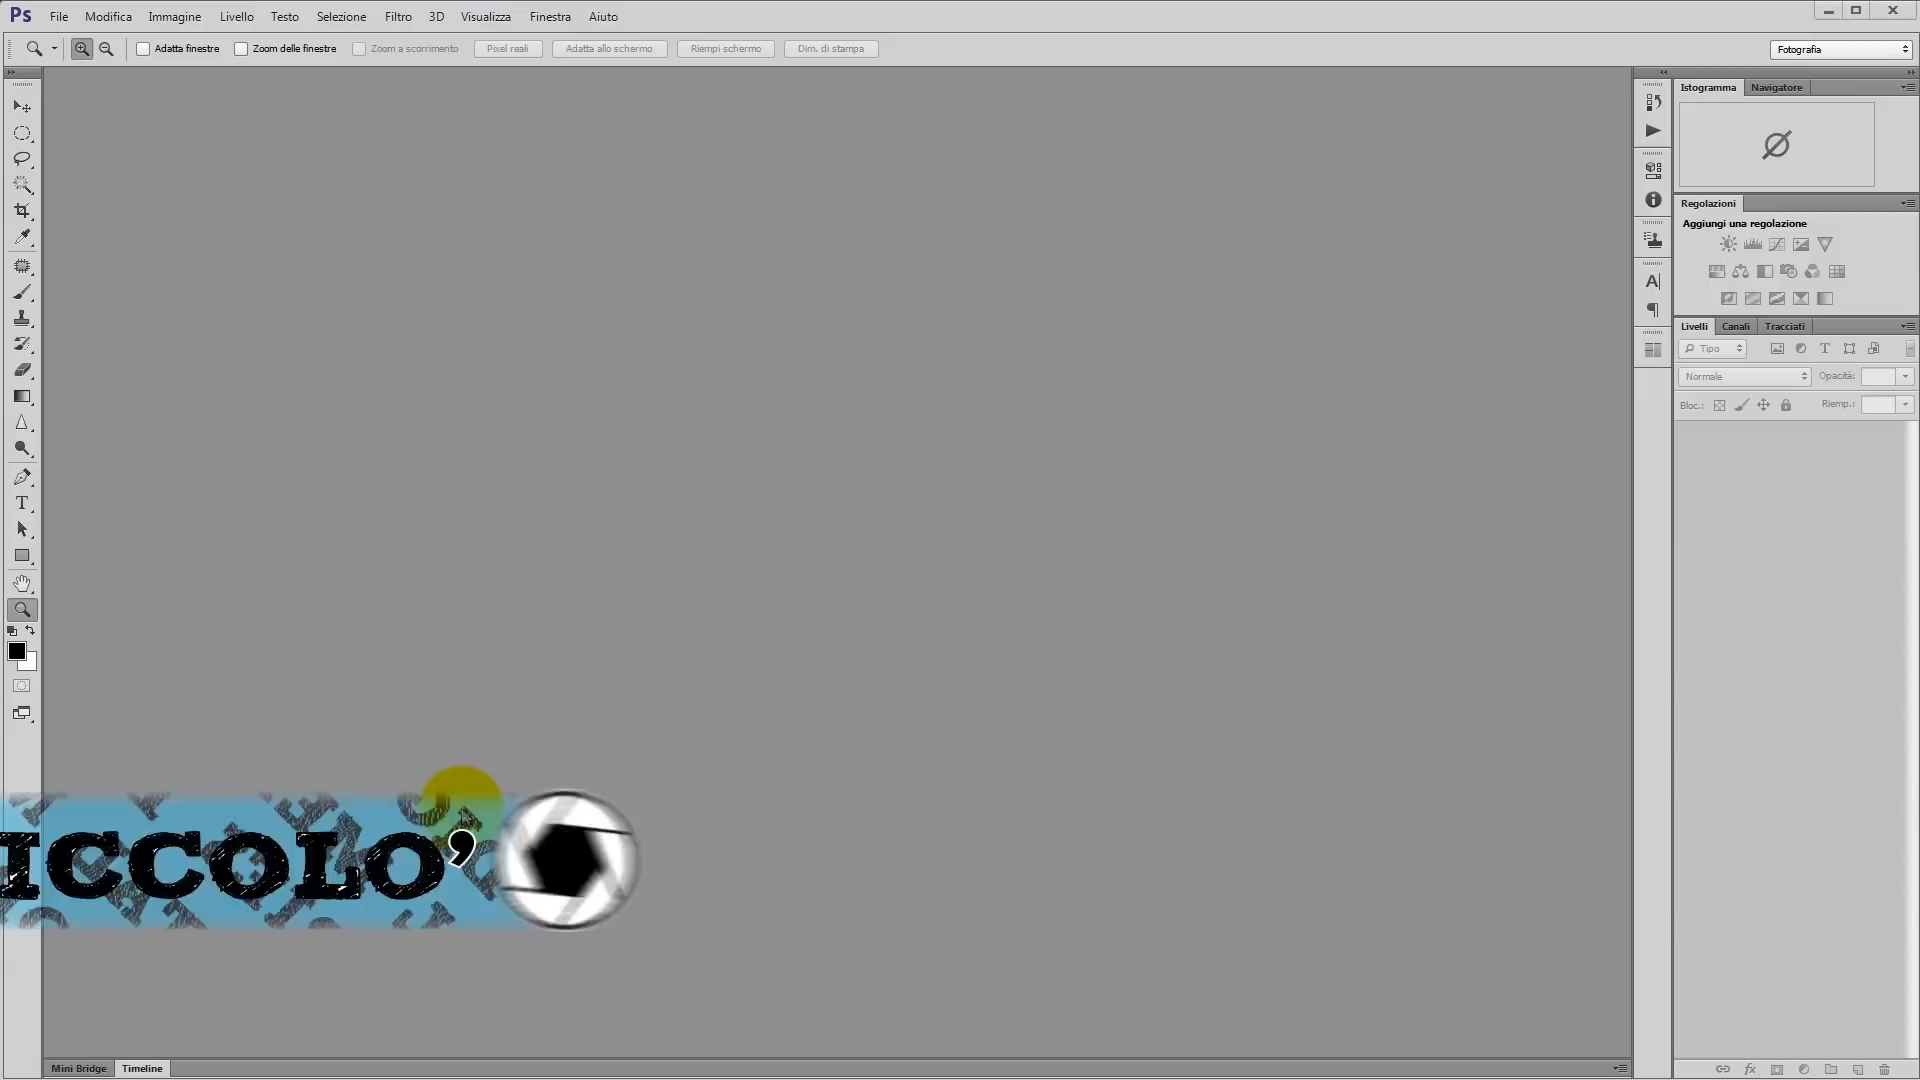 Ps File Modifica Immagine Livello Testo Selezione Filtro 3D Visualizza Finestra Aiuto
Adatta finestre Zoom delle finestre Zoom a scorrimento Pixel reali Adatta allo schermo Riempi schermo Dim. di stampa Fotografia
Istogramma Navigatore
Regolazioni
Aggiungi una regolazione
Livelli Canali Tracciati
Tipo
Normale Opacità:
Bloc.: Riemp.:
ICCOLO’
Mini Bridge Timeline